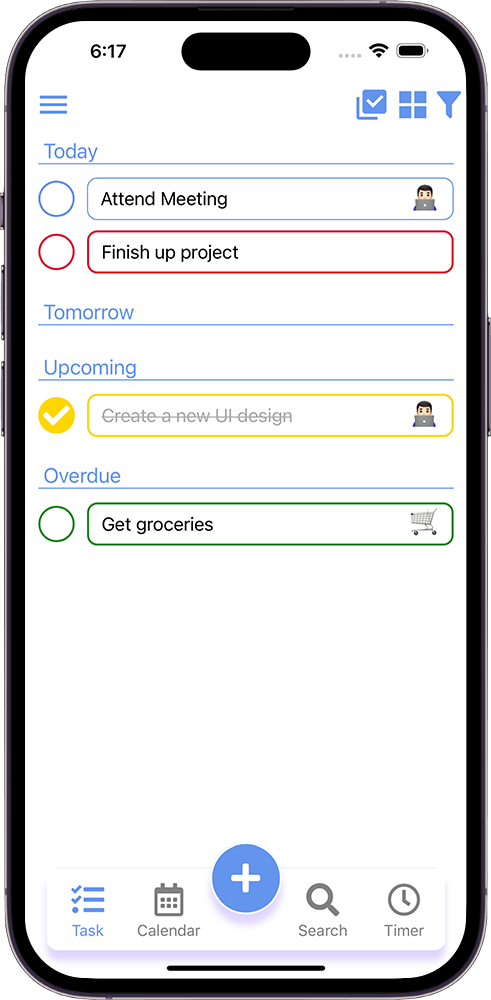 6:17
Today
Attend Meeting
Finish up project
Tomorrow
Upcoming
Create a new UI design
Overdue
Get groceries
Task
Calendar
Search
Timer